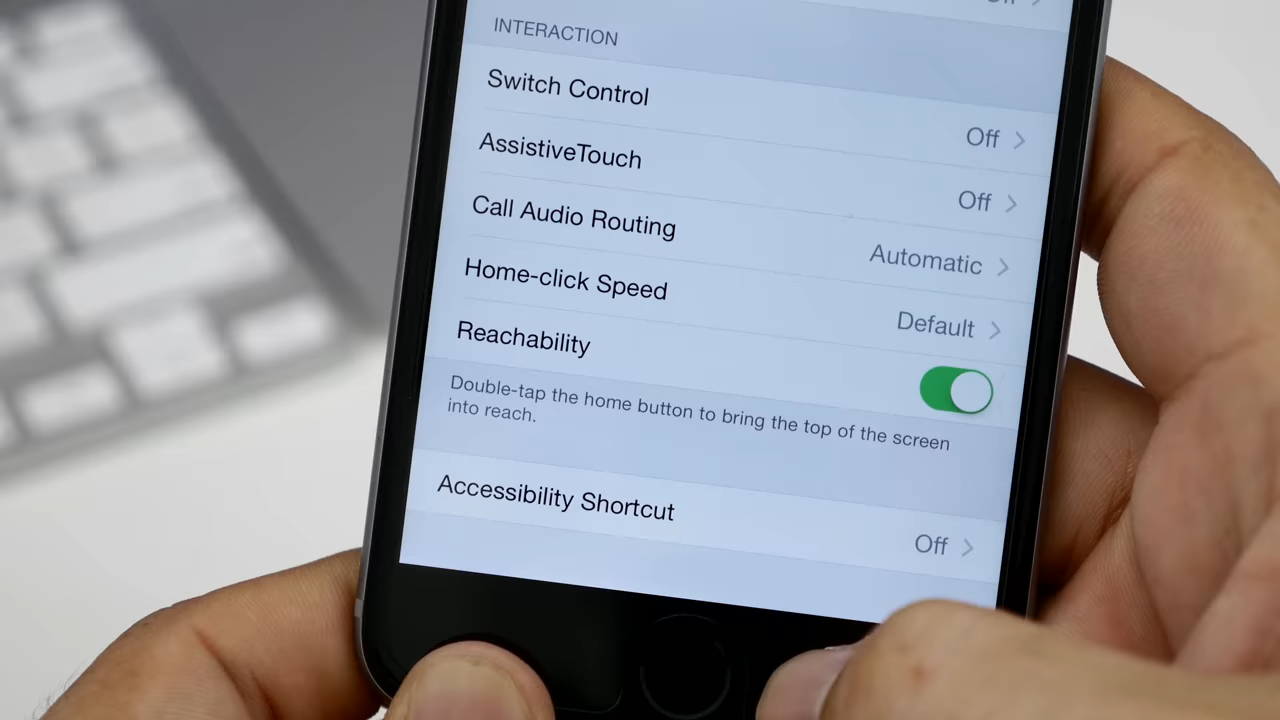 Off
INTERACTION
Switch Control Off
AssistiveTouch Off
Call Audio Routing Automatic
Home-click Speed Default
Reachability
Double-tap the home button to bring the top of the screen
into reach.
Accessibility Shortcut Off